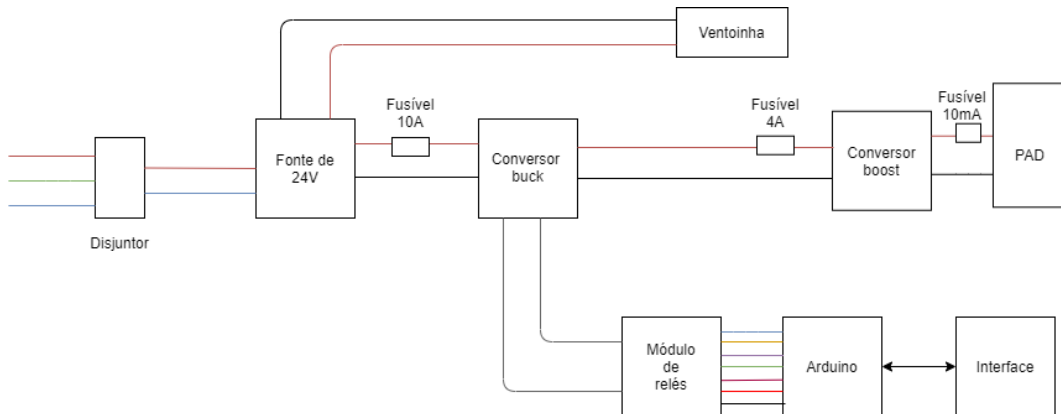 Ventoinha
Fusível
10A
Fusível
4A
Fusível
10mA
Fonte de
24V
Conversor
buck
Conversor
boost
PAD
Disjuntor
Módulo
de
relés
Arduino
Interface